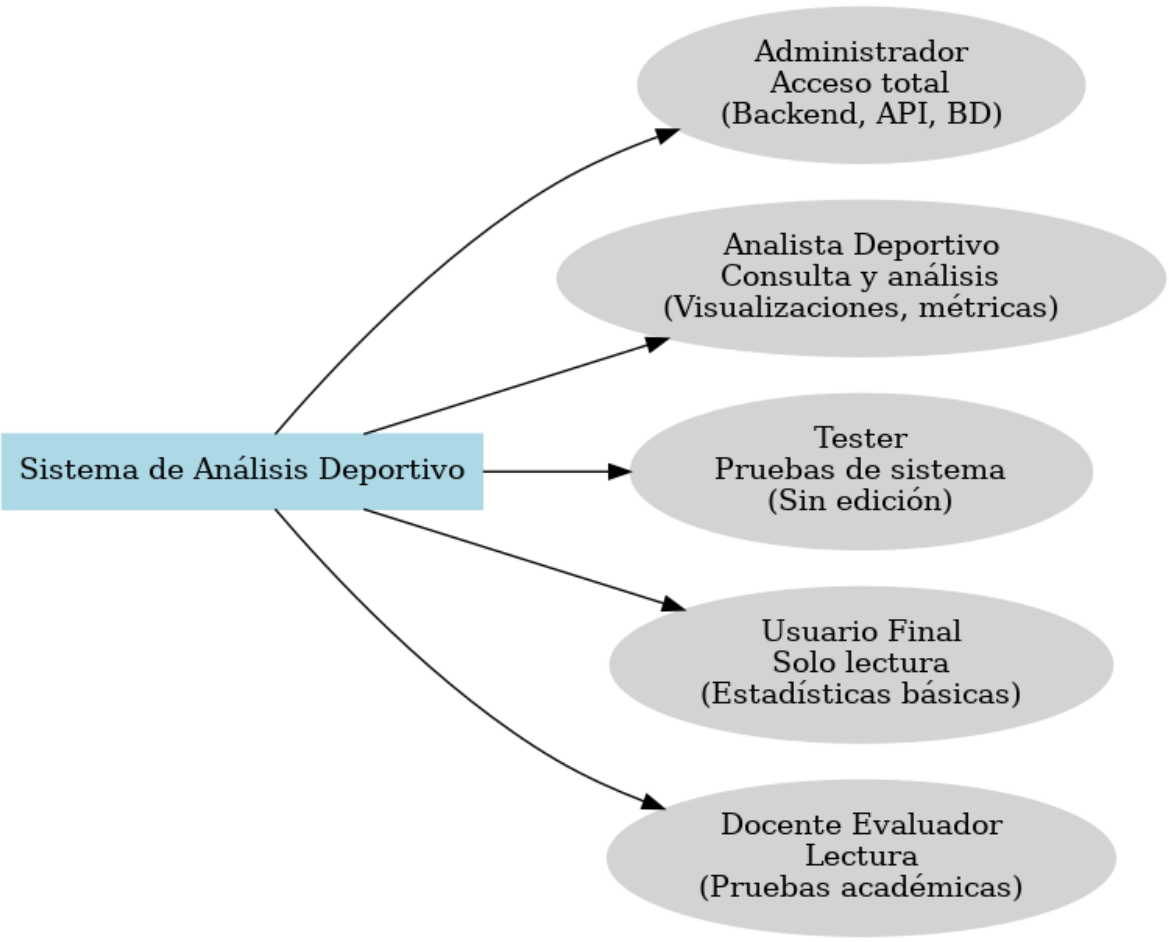 Administrador
Acceso total
(Backend, API, BD)
Analista Deportivo
Consulta y análisis
(Visualizaciones, métricas)
Sistema de Análisis Deportivo
Tester
Pruebas de sistema
(Sin edición)
Usuario Final
Solo lectura
(Estadísticas básicas)
Docente Evaluador
Lectura
(Pruebas académicas)